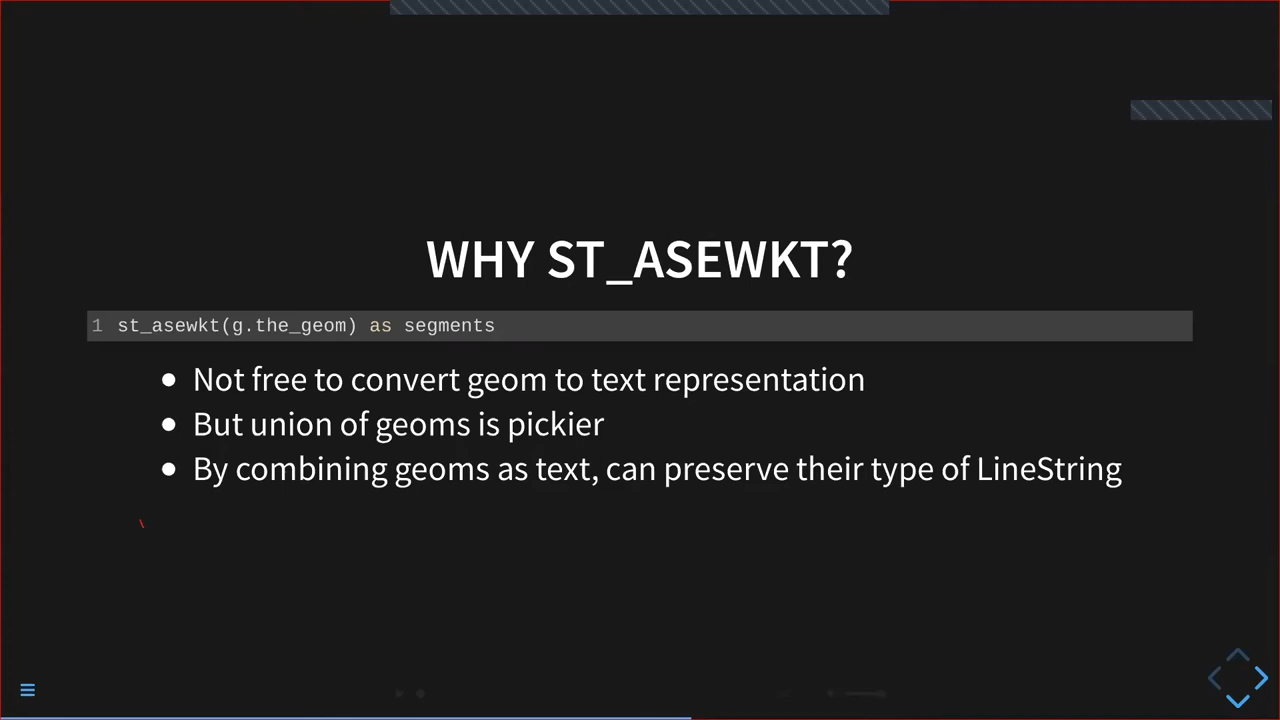 WHY ST_ASEWKT?
1 st_asewkt(g.the_geom) as segments
Not free to convert geom to text representation
But union of geoms is pickier
By combining geoms as text, can preserve their type of LineString
\